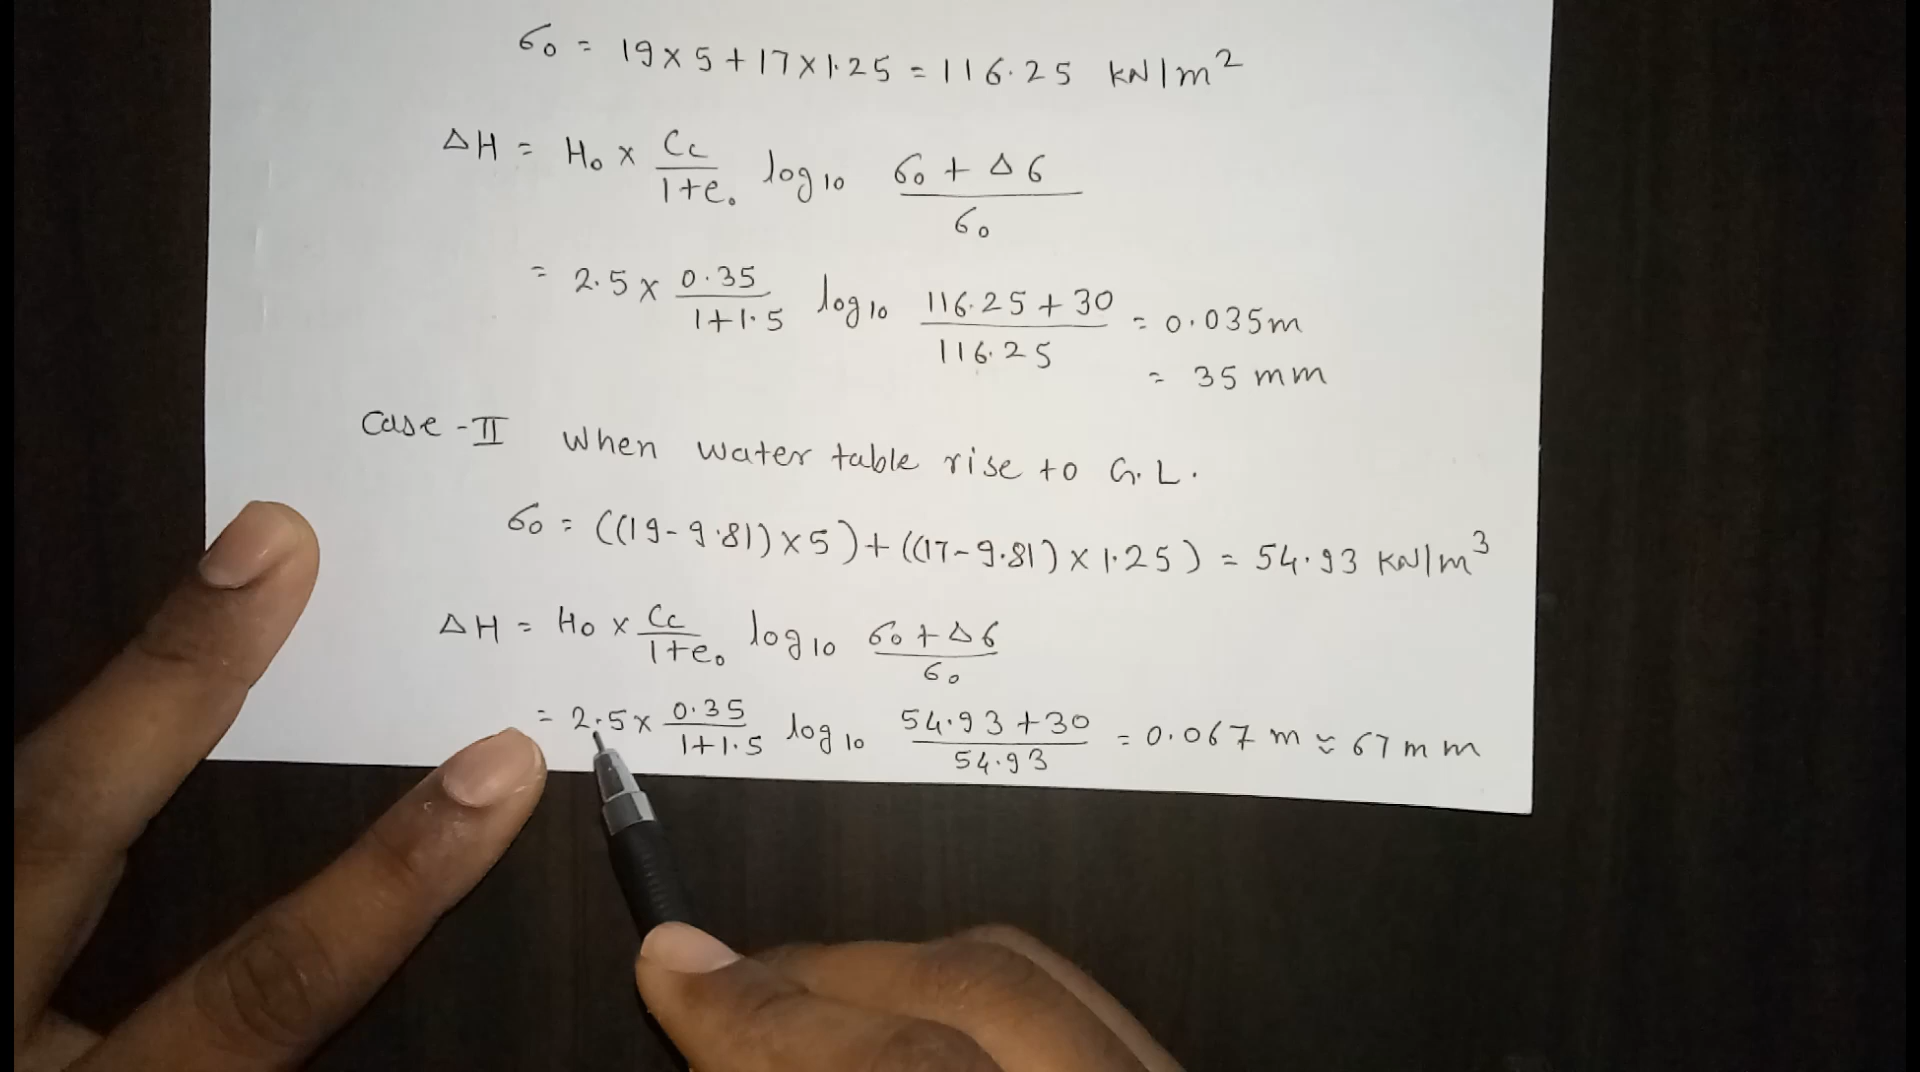 σ₀ = 19 x 5 + 17 x 1.25 = 116.25 kN/m²
ΔH = H₀ x Cc/1+e₀ log₁₀ σ₀ + Δσ/σ₀
= 2.5 x 0.35/1+1.5 log₁₀ 116.25 + 30/116.25 = 0.035m
= 35 mm
Case - II When water table rise to G.L.
σ₀ = ((19 - 9.81) x 5) + ((17 - 9.81) x 1.25) = 54.93 kN/m³
ΔH = H₀ x Cc/1+e₀ log₁₀ σ₀ + Δσ/σ₀
= 2.5 x 0.35/1+1.5 log₁₀ 54.93 + 30/54.93 = 0.067 m ≈ 67 mm